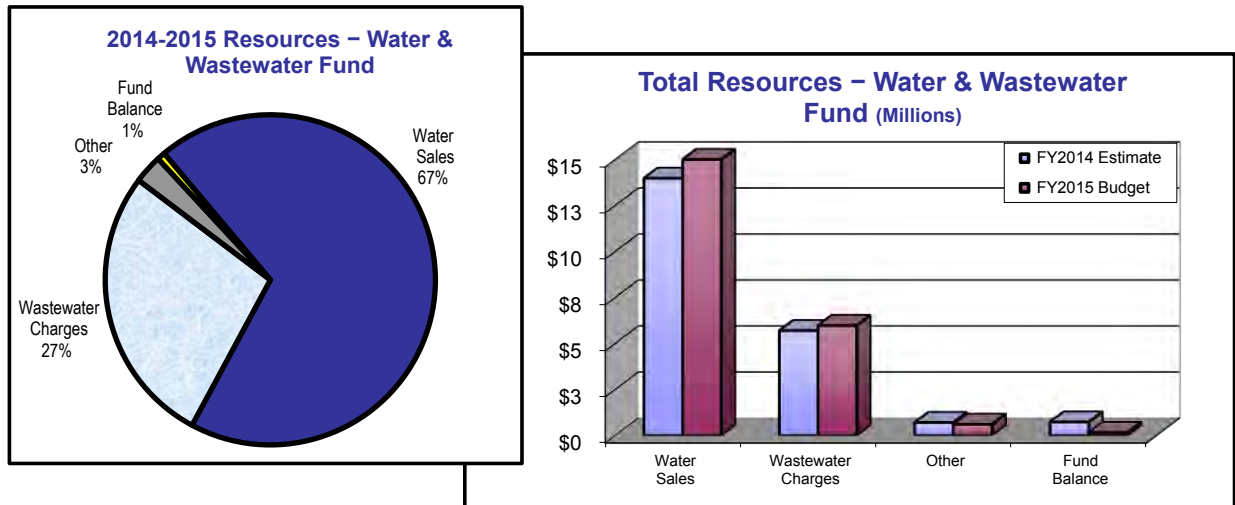 2014-2015 Resources – Water &
Wastewater Fund
Fund
Balance
1%
Other
3%
Water
Sales
67%
Wastewater
Charges
27%
Total Resources – Water & Wastewater
Fund (Millions)
FY2014 Estimate
FY2015 Budget
$15
$13
$10
$8
$5
$3
$0
Water
Sales
Wastewater
Charges
Other
Fund
Balance